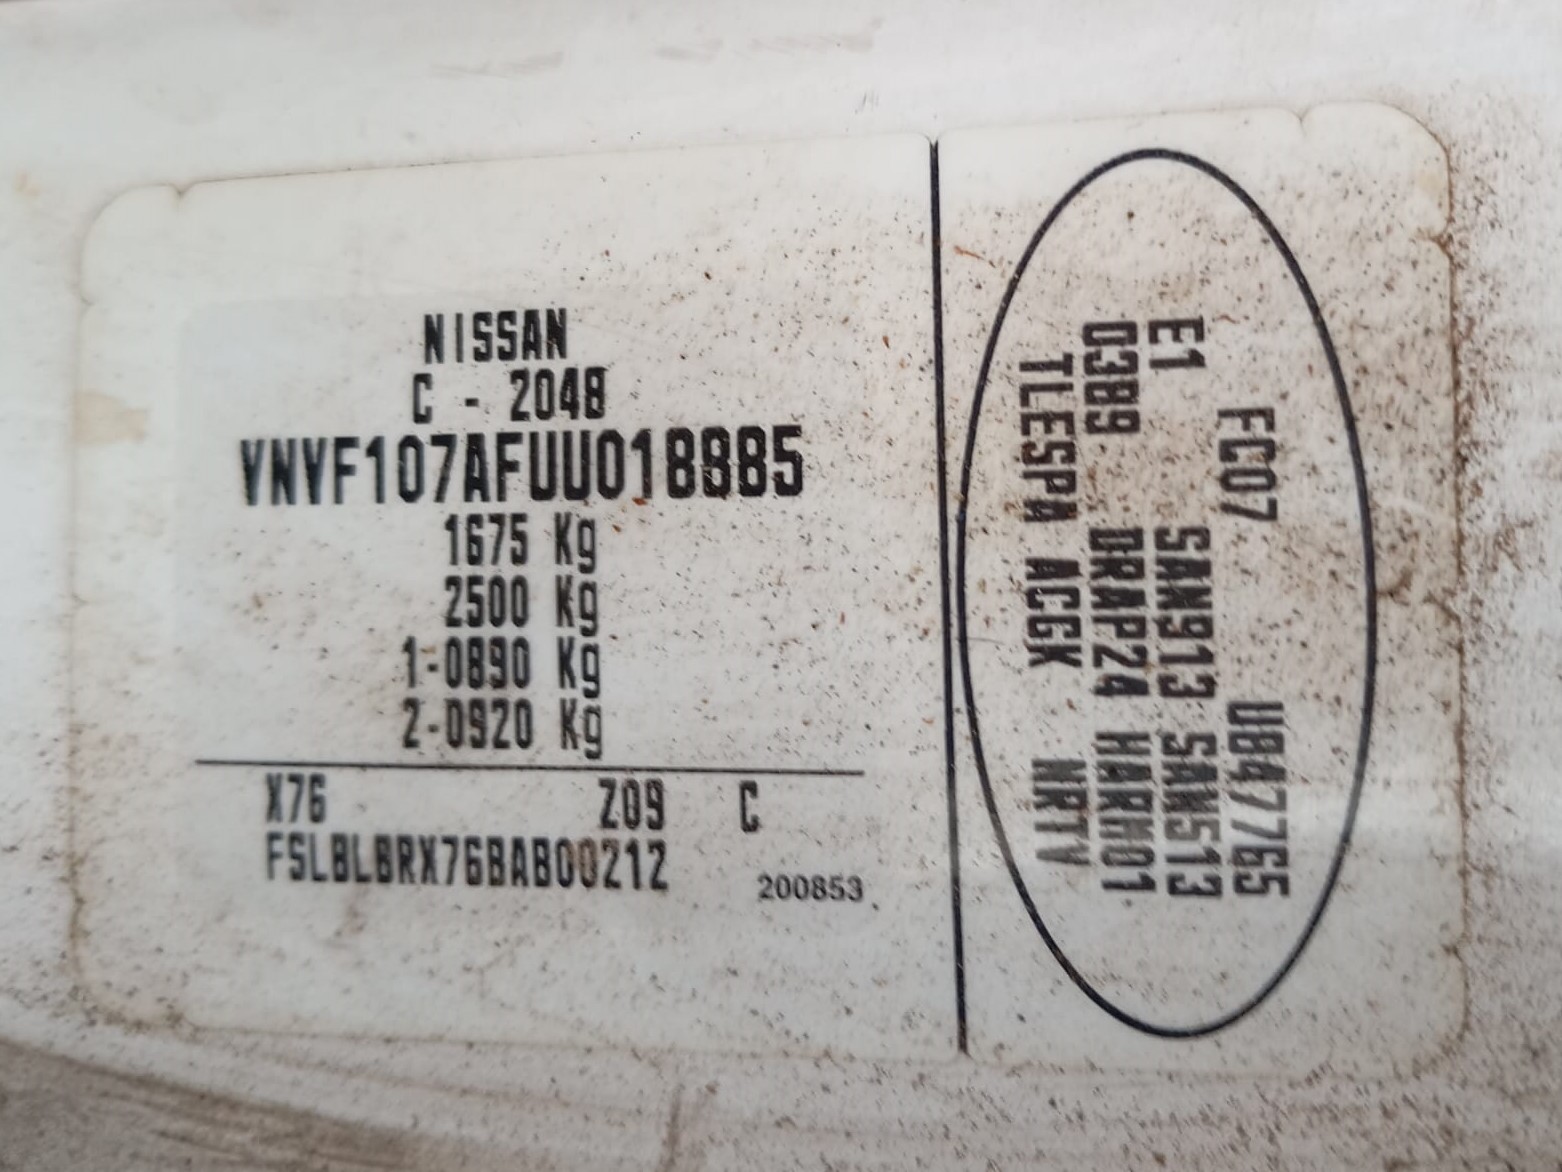 NISSAN
C - 2048
VNVF107AFUU018885
1675 Kg
2500 Kg
1-0890 Kg
2-0920 Kg
X76 Z09 C
FSLBLBRX76BAB00212
200853
FC07 U847765
E1 SAN913 SAN513
0389 DRAP24 HARM01
TLESPA ACGK NRTV